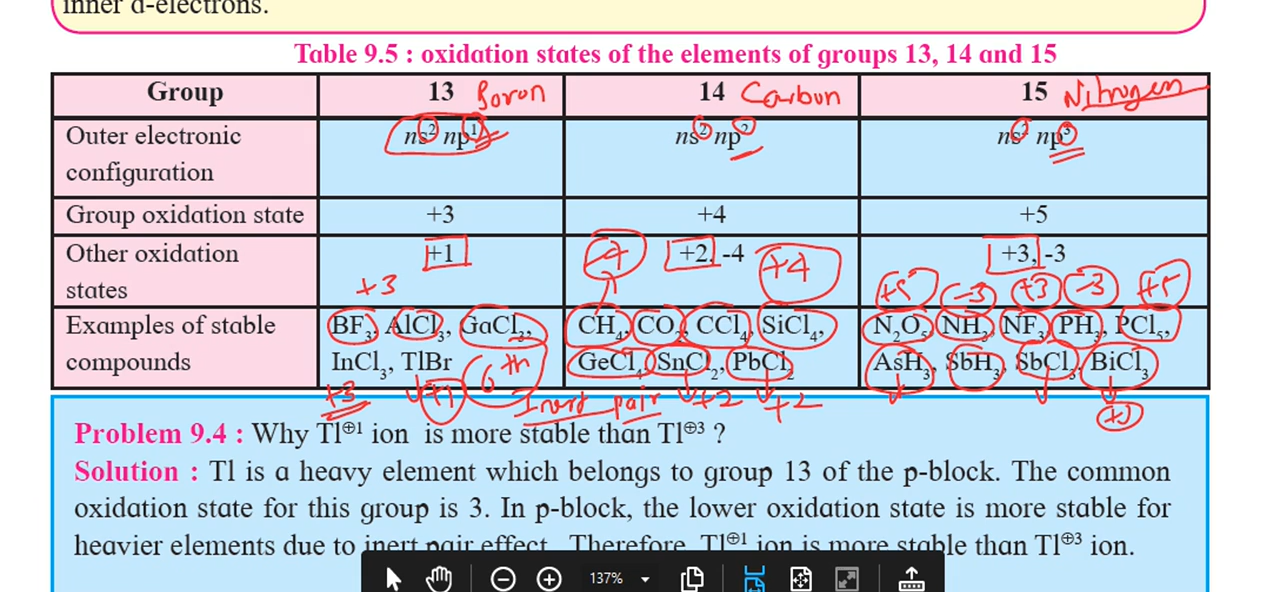 inner d-electrons.
Table 9.5 : oxidation states of the elements of groups 13, 14 and 15
Group 13 Boron 14 Carbon 15 Nitrogen
Outer electronic ns² np¹ ns² np² ns² np³
configuration
Group oxidation state +3 +4 +5
Other oxidation +1 -4 +2, -4 +4 +3, -3
states +3 +5 -3 +3 -3 +5
Examples of stable BF₃, AlCl₃, GaCl₃, CH₄, CO₂, CCl₄, SiCl₄, N₂O₅, NH₃, NF₃, PH₃, PCl₅,
compounds InCl₃, TlBr 6th GeCl₄, SnCl₂, PbCl₂ AsH₃, SbH₃, SbCl₃, BiCl₃
+3 +1 Inert pair +2 +2
Problem 9.4 : Why Tl⊕1 ion is more stable than Tl⊕3 ?
Solution : Tl is a heavy element which belongs to group 13 of the p-block. The common
oxidation state for this group is 3. In p-block, the lower oxidation state is more stable for
heavier elements due to inert pair effect. Therefore, Tl⊕1 ion is more stable than Tl⊕3 ion.
137%